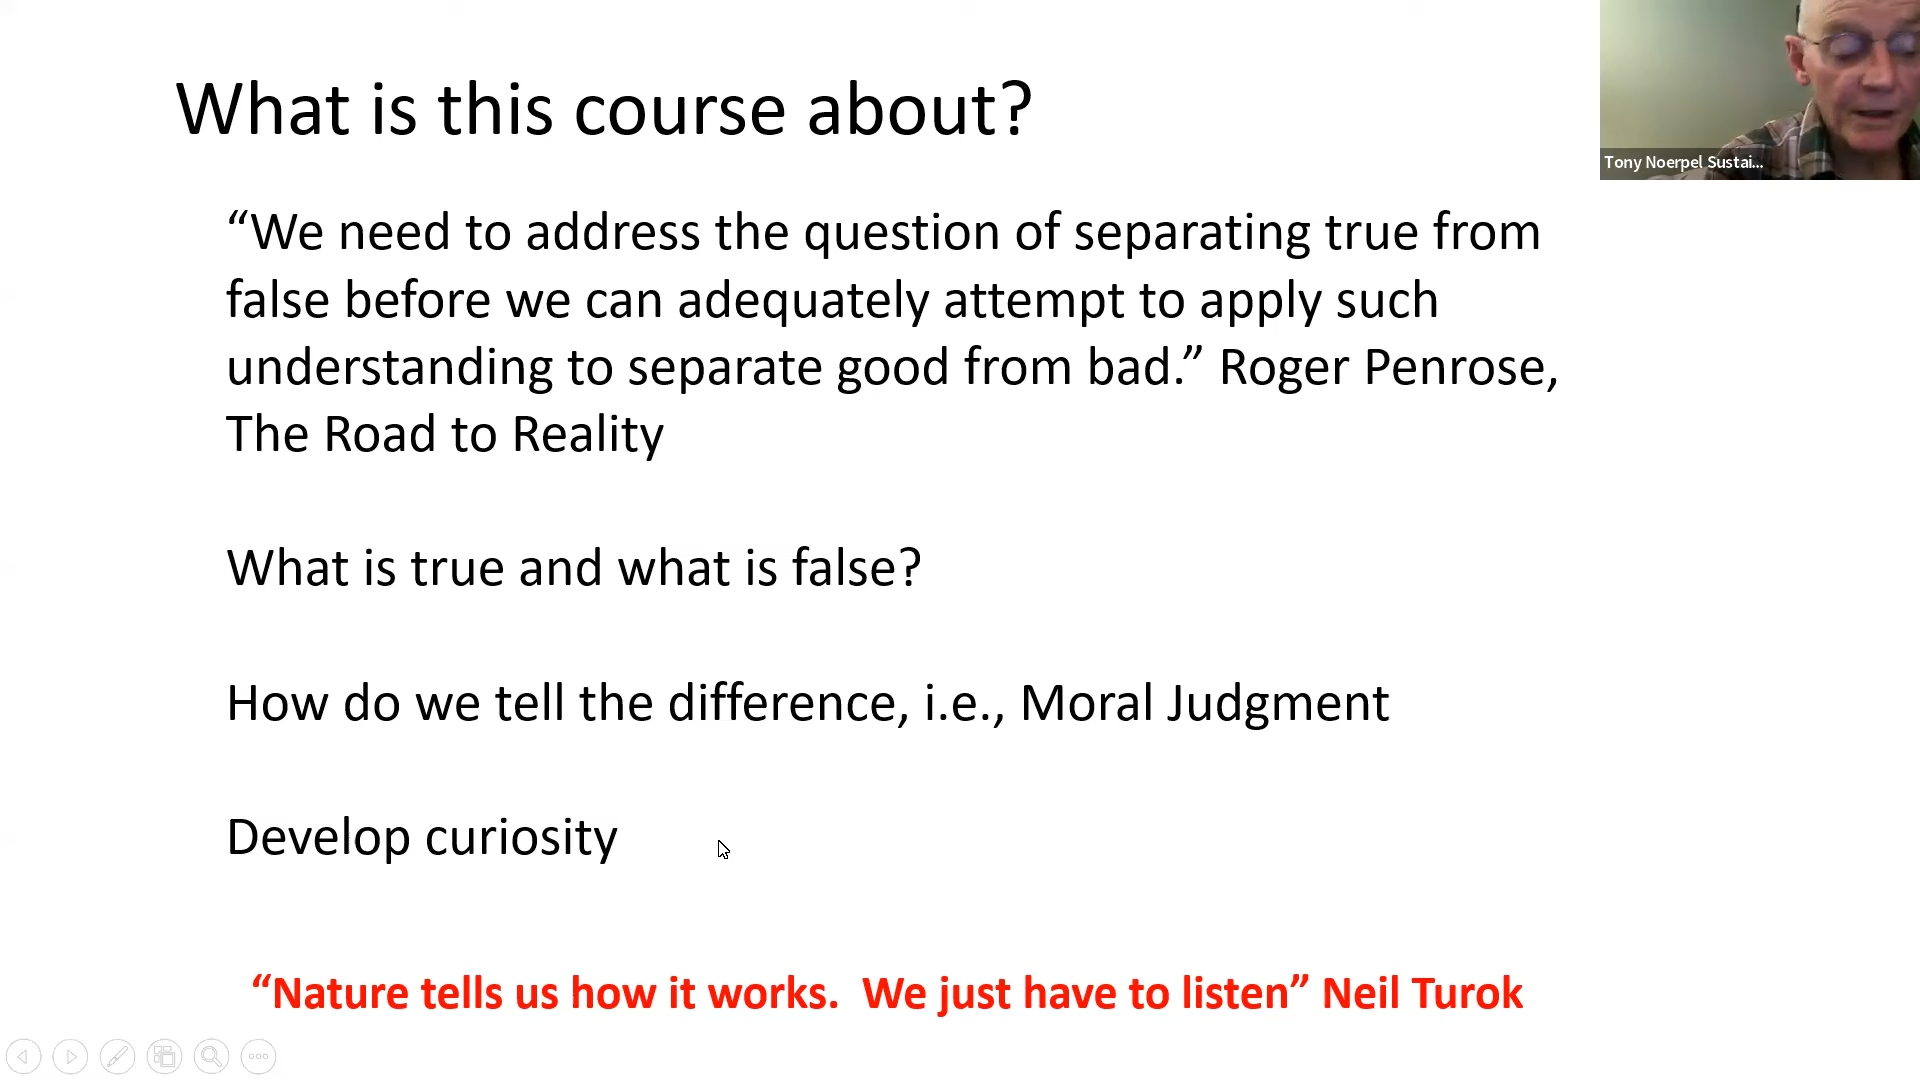 What is this course about?
Tony Noerpel Sustai...
“We need to address the question of separating true from
false before we can adequately attempt to apply such
understanding to separate good from bad.” Roger Penrose,
The Road to Reality
What is true and what is false?
How do we tell the difference, i.e., Moral Judgment
Develop curiosity
“Nature tells us how it works.  We just have to listen” Neil Turok